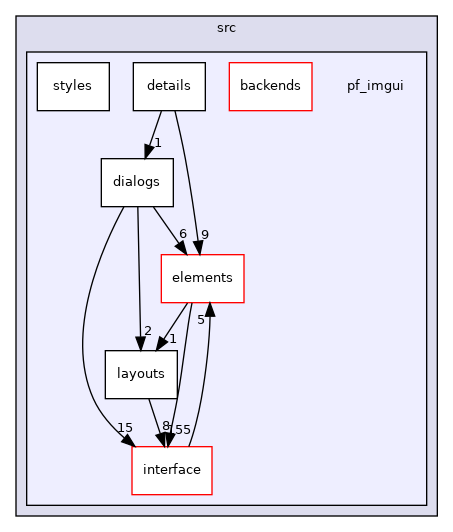 src
styles
details
backends
pf_imgui
1
dialogs
6
9
elements
2
1
5
layouts
15
8
155
interface